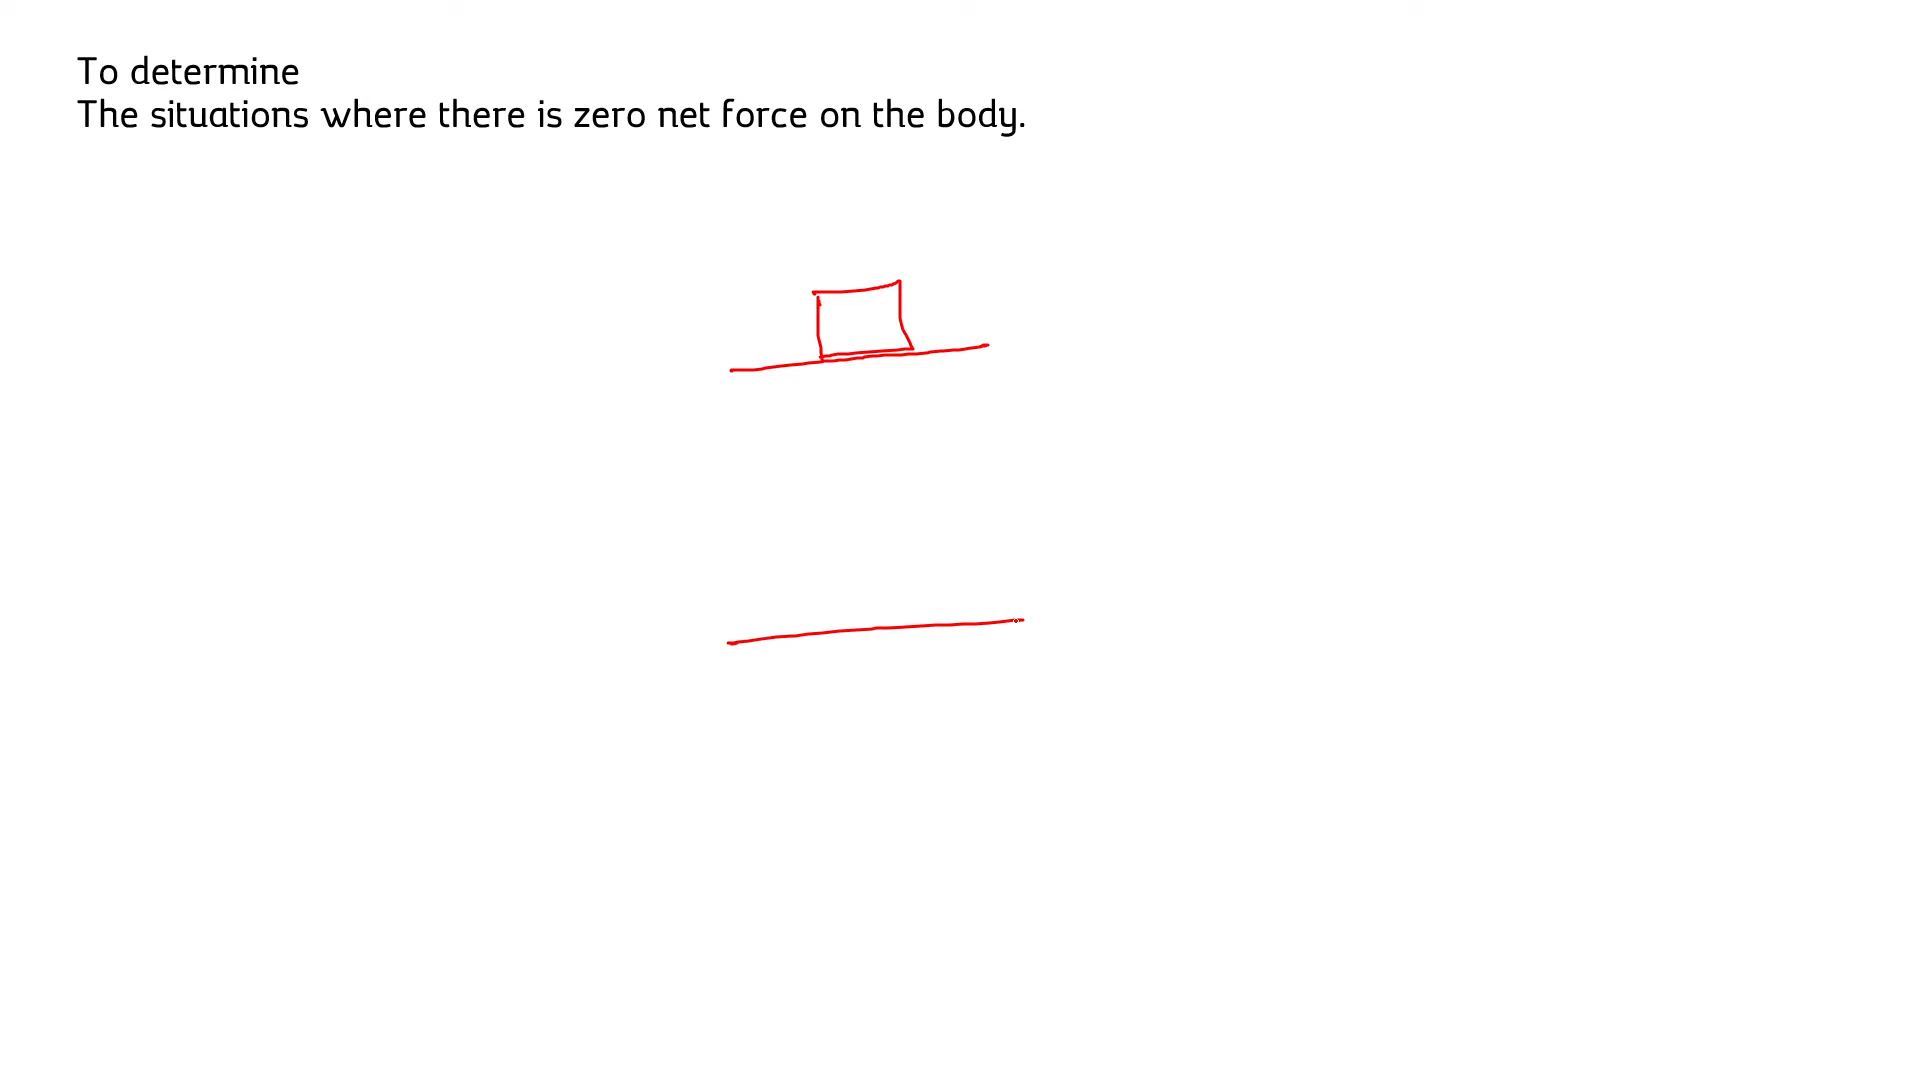 To determine
The situations where there is zero net force on the body.